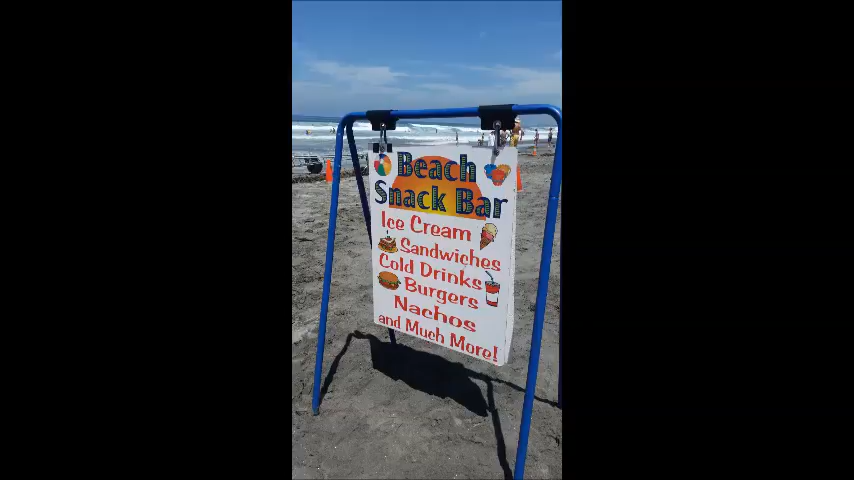 Beach
Snack Bar
Ice Cream
Sandwiches
Cold Drinks
Burgers
Nachos
and Much More!